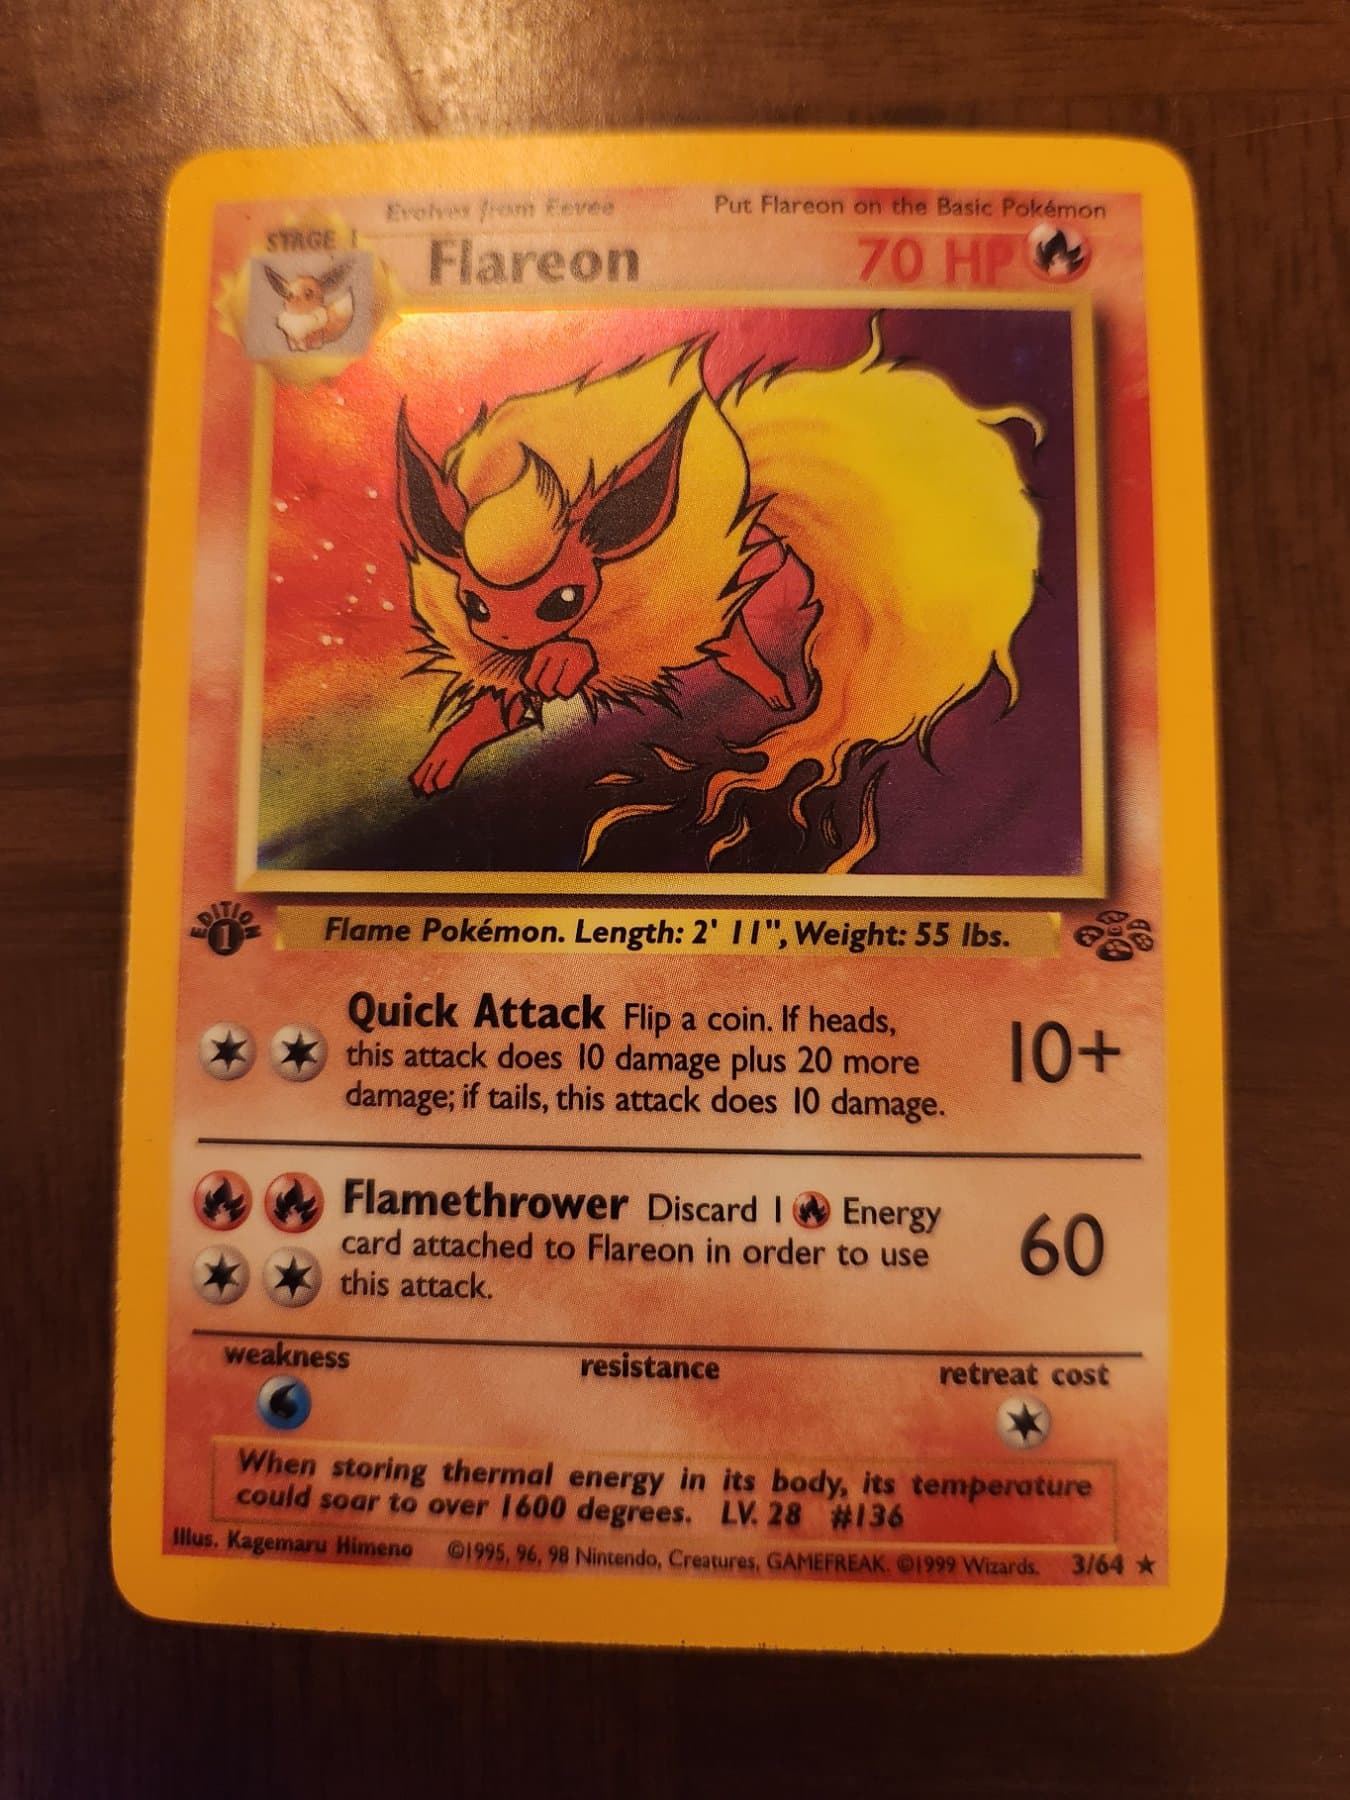 Evolves from Eevee Put Flareon on the Basic Pokémon
STAGE 1 Flareon 70 HP
EDITION 1
Flame Pokémon. Length: 2' 11", Weight: 55 lbs.
Quick Attack Flip a coin. If heads,
this attack does 10 damage plus 20 more
damage; if tails, this attack does 10 damage.
10+
Flamethrower Discard 1 Energy
card attached to Flareon in order to use
this attack.
60
weakness resistance retreat cost
When storing thermal energy in its body, its temperature
could soar to over 1600 degrees. LV. 28 #136
Illus. Kagemaru Himeno ©1995, 96, 98 Nintendo, Creatures, GAMEFREAK. ©1999 Wizards. 3/64 ★